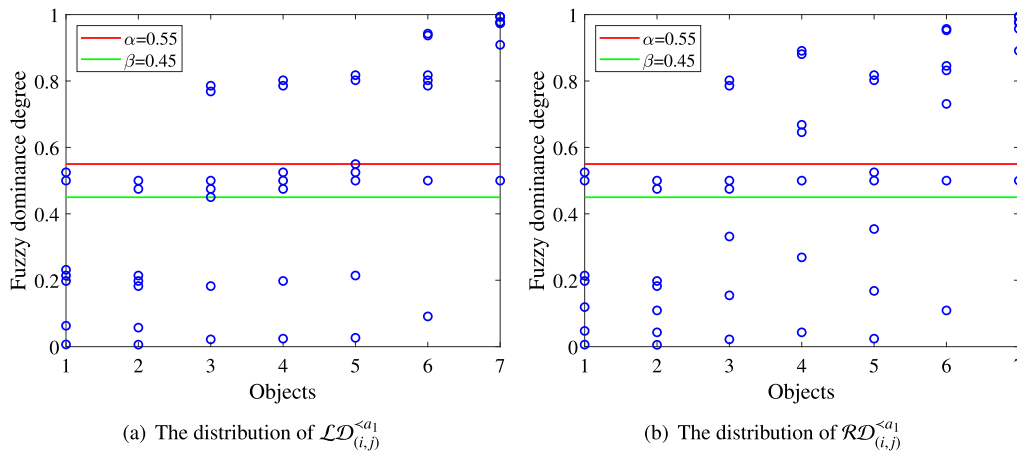 1
0.8
0.6
0.4
0.2
0
Fuzzy dominance degree
α=0.55
β=0.45
1 2 3 4 5 6 7
Objects
(a) The distribution of 𝓛𝓓^{≺a₁}_{(i,j)}
1
0.8
0.6
0.4
0.2
0
Fuzzy dominance degree
α=0.55
β=0.45
1 2 3 4 5 6 7
Objects
(b) The distribution of 𝓡𝓓^{≺a₁}_{(i,j)}